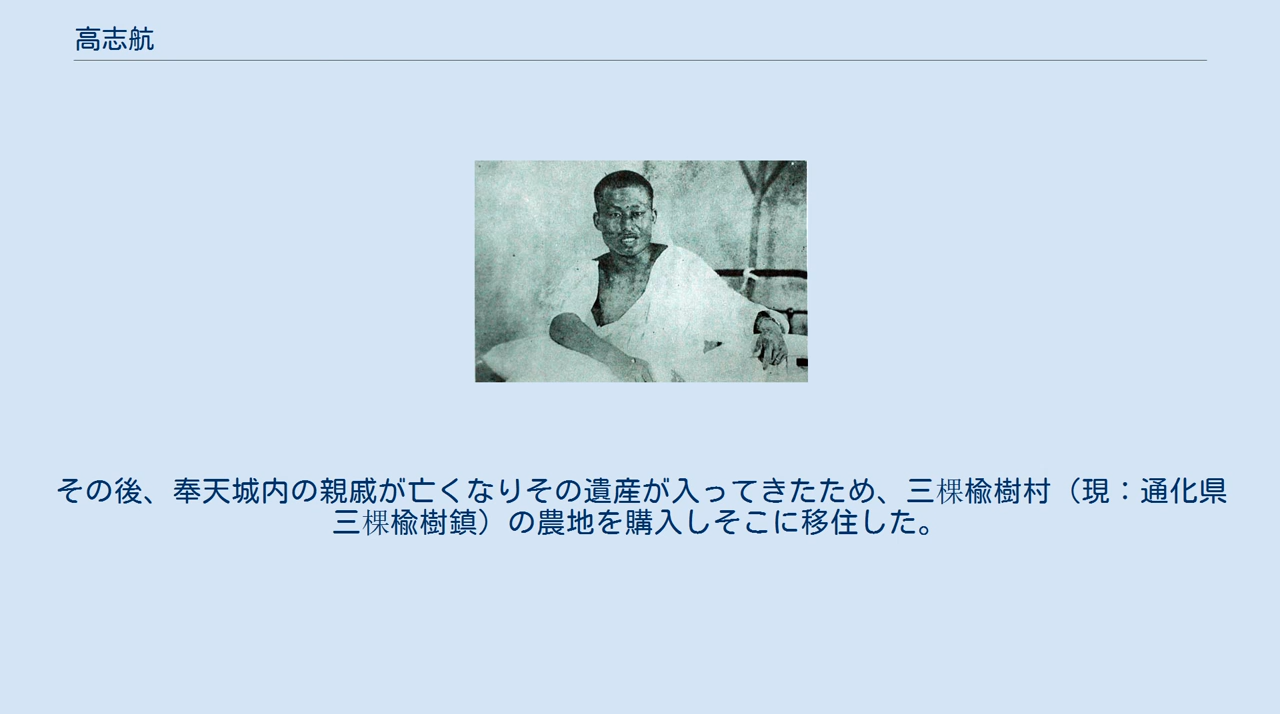 高志航
その後、奉天城内の親戚が亡くなりその遺産が入ってきたため、三棵楡樹村（現：通化県
三棵楡樹鎮）の農地を購入しそこに移住した。